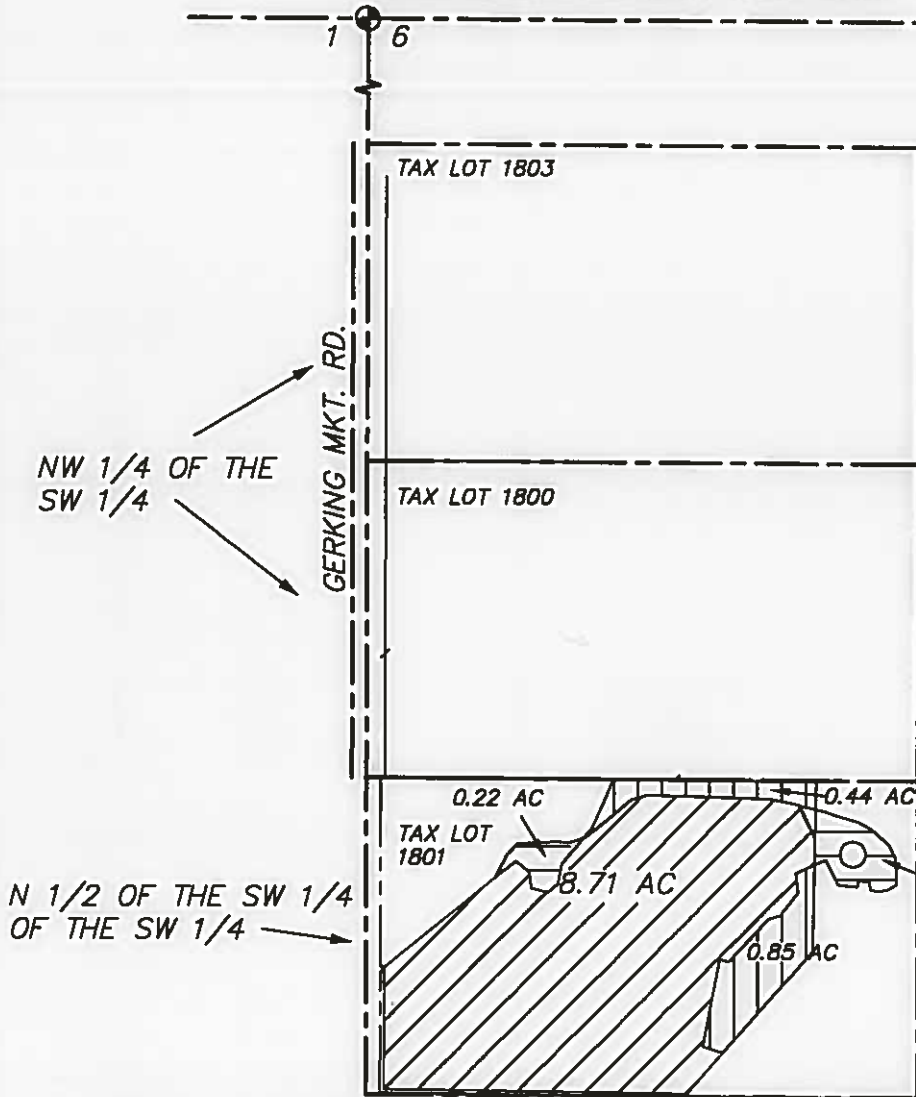 1 6
TAX LOT 1803
GERKING MKT. RD.
NW 1/4 OF THE
SW 1/4
TAX LOT 1800
0.22 AC
0.44 AC
TAX LOT
1801
8.71 AC
N 1/2 OF THE SW 1/4
OF THE SW 1/4
0.85 AC